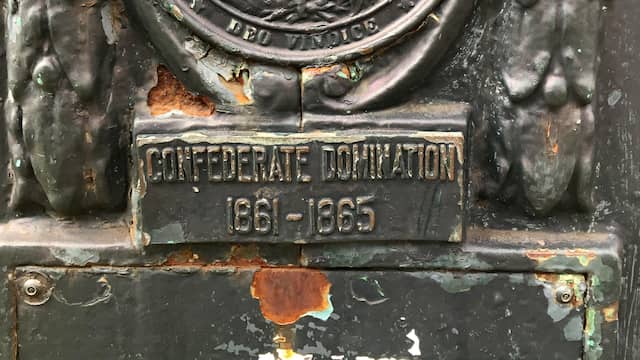 DEO VINDICE
CONFEDERATE DOMINATION
1861-1865